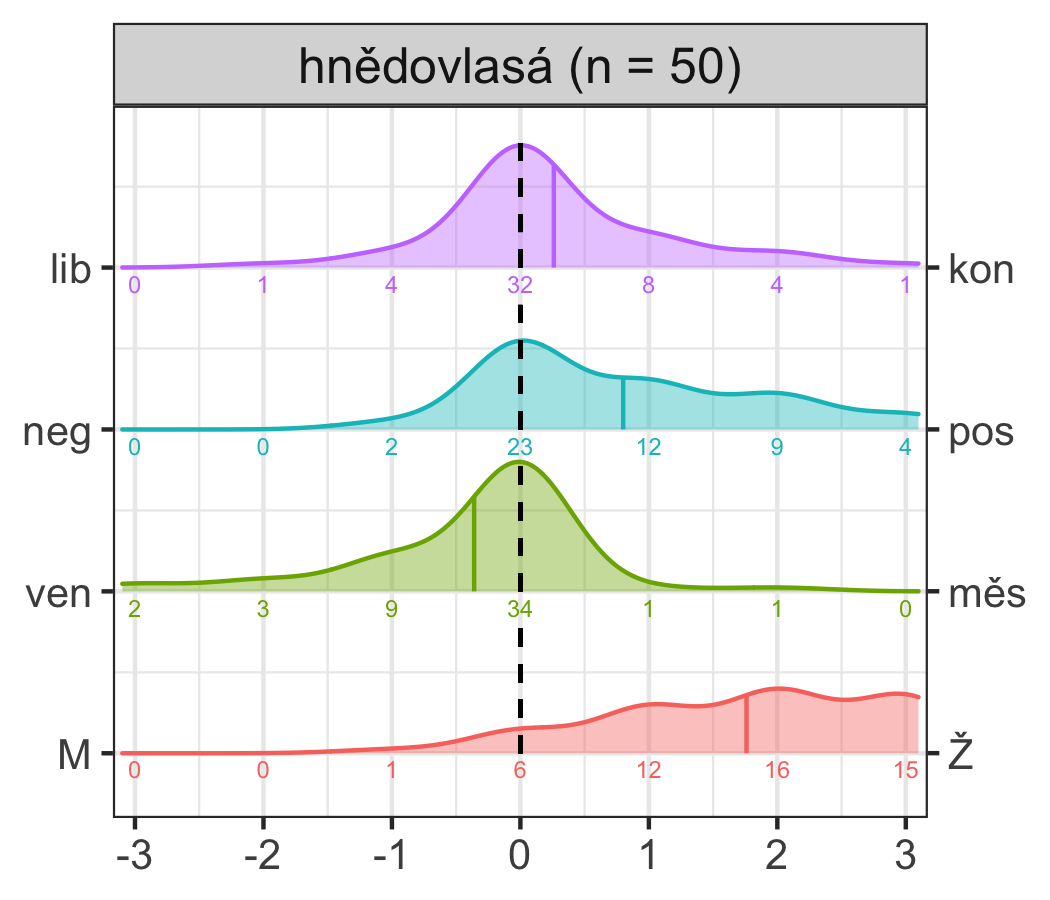 hnědovlasá (n = 50)
lib kon
0 1 4 32 8 4 1
neg pos
0 0 2 23 12 9 4
ven měs
2 3 9 34 1 1 0
M Ž
0 0 1 6 12 16 15
-3 -2 -1 0 1 2 3